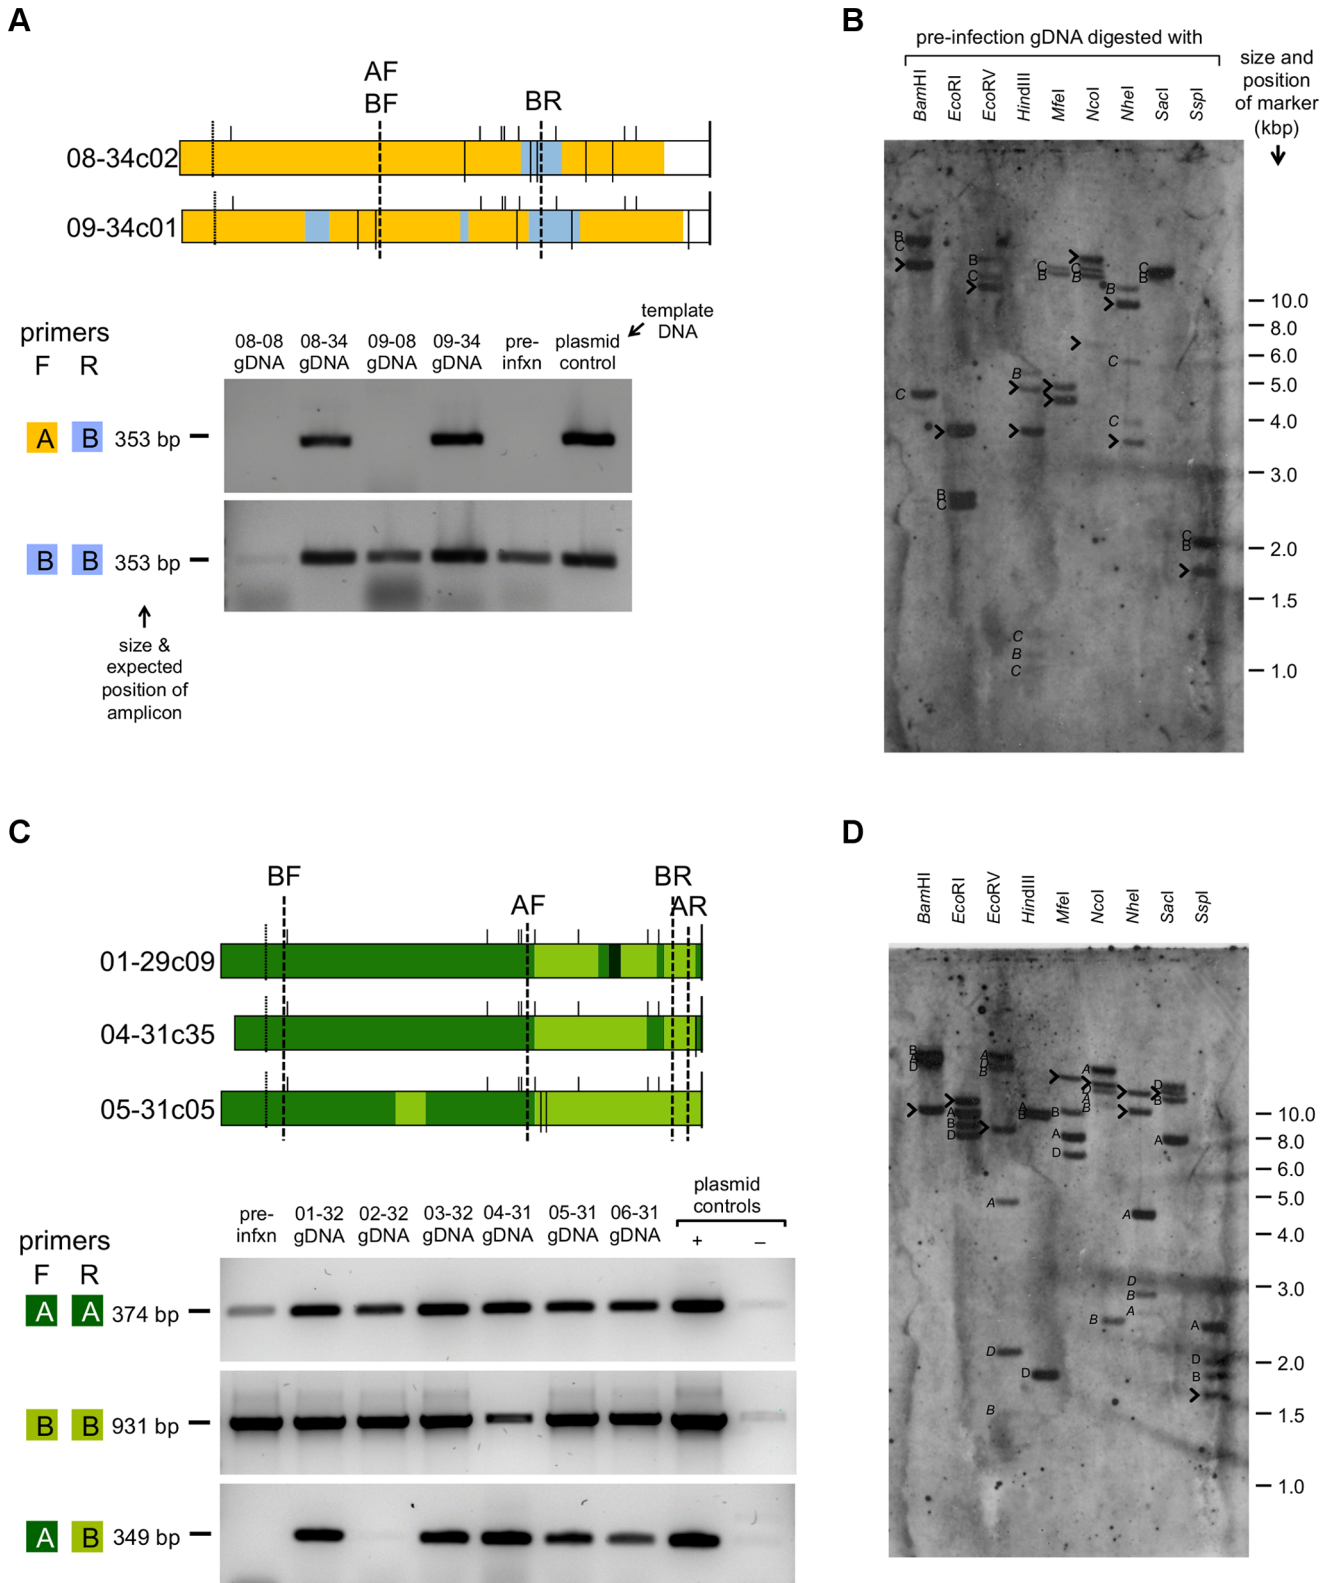 A
AF
BF
BR
08-34c02
09-34c01
primers
F R
08-08 gDNA
08-34 gDNA
09-08 gDNA
09-34 gDNA
pre-infxn
plasmid control
template DNA
A B 353 bp
B B 353 bp
size & expected position of amplicon
B
pre-infection gDNA digested with
BamHI
EcoRI
EcoRV
HindIII
MfeI
NcoI
NheI
SacI
SspI
size and position of marker (kbp)
B
C
C
B
C
B
C
B
C
B
C
C
B
C
B
B
C
C
C
B
C
B
10.0
8.0
6.0
5.0
4.0
3.0
2.0
1.5
1.0
C
BF
AF
BR
AR
01-29c09
04-31c35
05-31c05
primers
F R
pre-infxn
01-32 gDNA
02-32 gDNA
03-32 gDNA
04-31 gDNA
05-31 gDNA
06-31 gDNA
plasmid controls
+
–
A A 374 bp
B B 931 bp
A B 349 bp
D
BamHI
EcoRI
EcoRV
HindIII
MfeI
NcoI
NheI
SacI
SspI
B
D
A
B
D
A
D
B
A
D
B
A
B
D
B
A
D
A
D
A
B
B
A
D
B
A
D
B
A
A
D
B
10.0
8.0
6.0
5.0
4.0
3.0
2.0
1.5
1.0